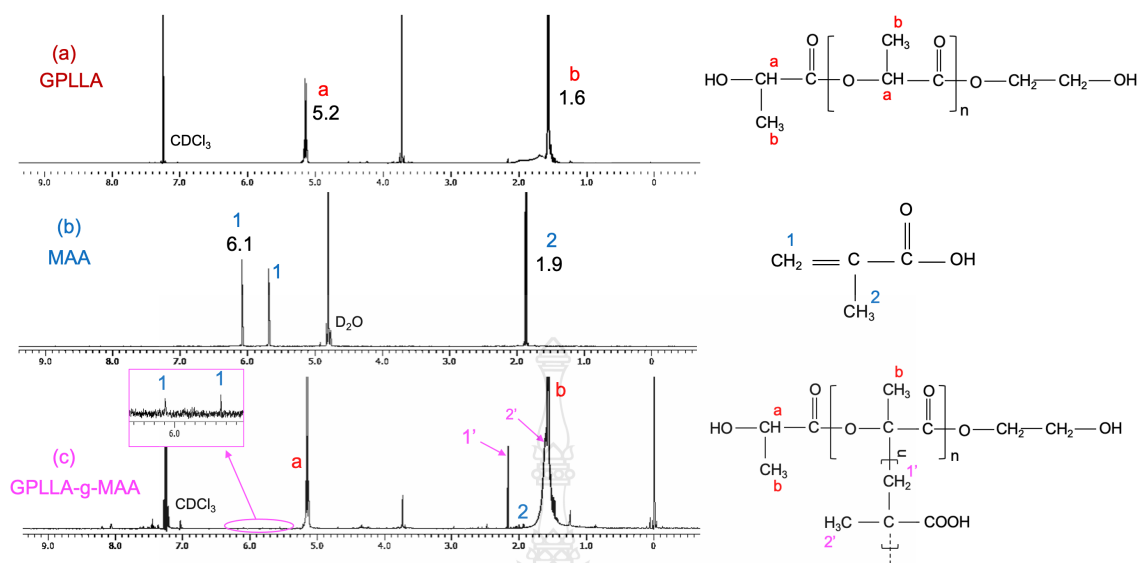 (a)
GPLLA
a
5.2
b
1.6
CDCl₃
9.0 8.0 7.0 6.0 5.0 4.0 3.0 2.0 1.0 0
b
CH₃
O
O
a
HO CH C O CH C O CH₂ CH₂ OH
a
n
CH₃
b
(b)
MAA
1
6.1
1
2
1.9
D₂O
9.0 8.0 7.0 6.0 5.0 4.0 3.0 2.0 1.0 0
O
1
CH₂ C C OH
2
CH₃
(c)
GPLLA-g-MAA
1 1
6.0
CDCl₃
a
1'
2
2'
b
9.0 8.0 7.0 6.0 5.0 4.0 3.0 2.0 1.0 0
b
CH₃
O
O
a
HO CH C O C C O CH₂ CH₂ OH
n
n
CH₃
b
1'
CH₂
H₃C C COOH
2'